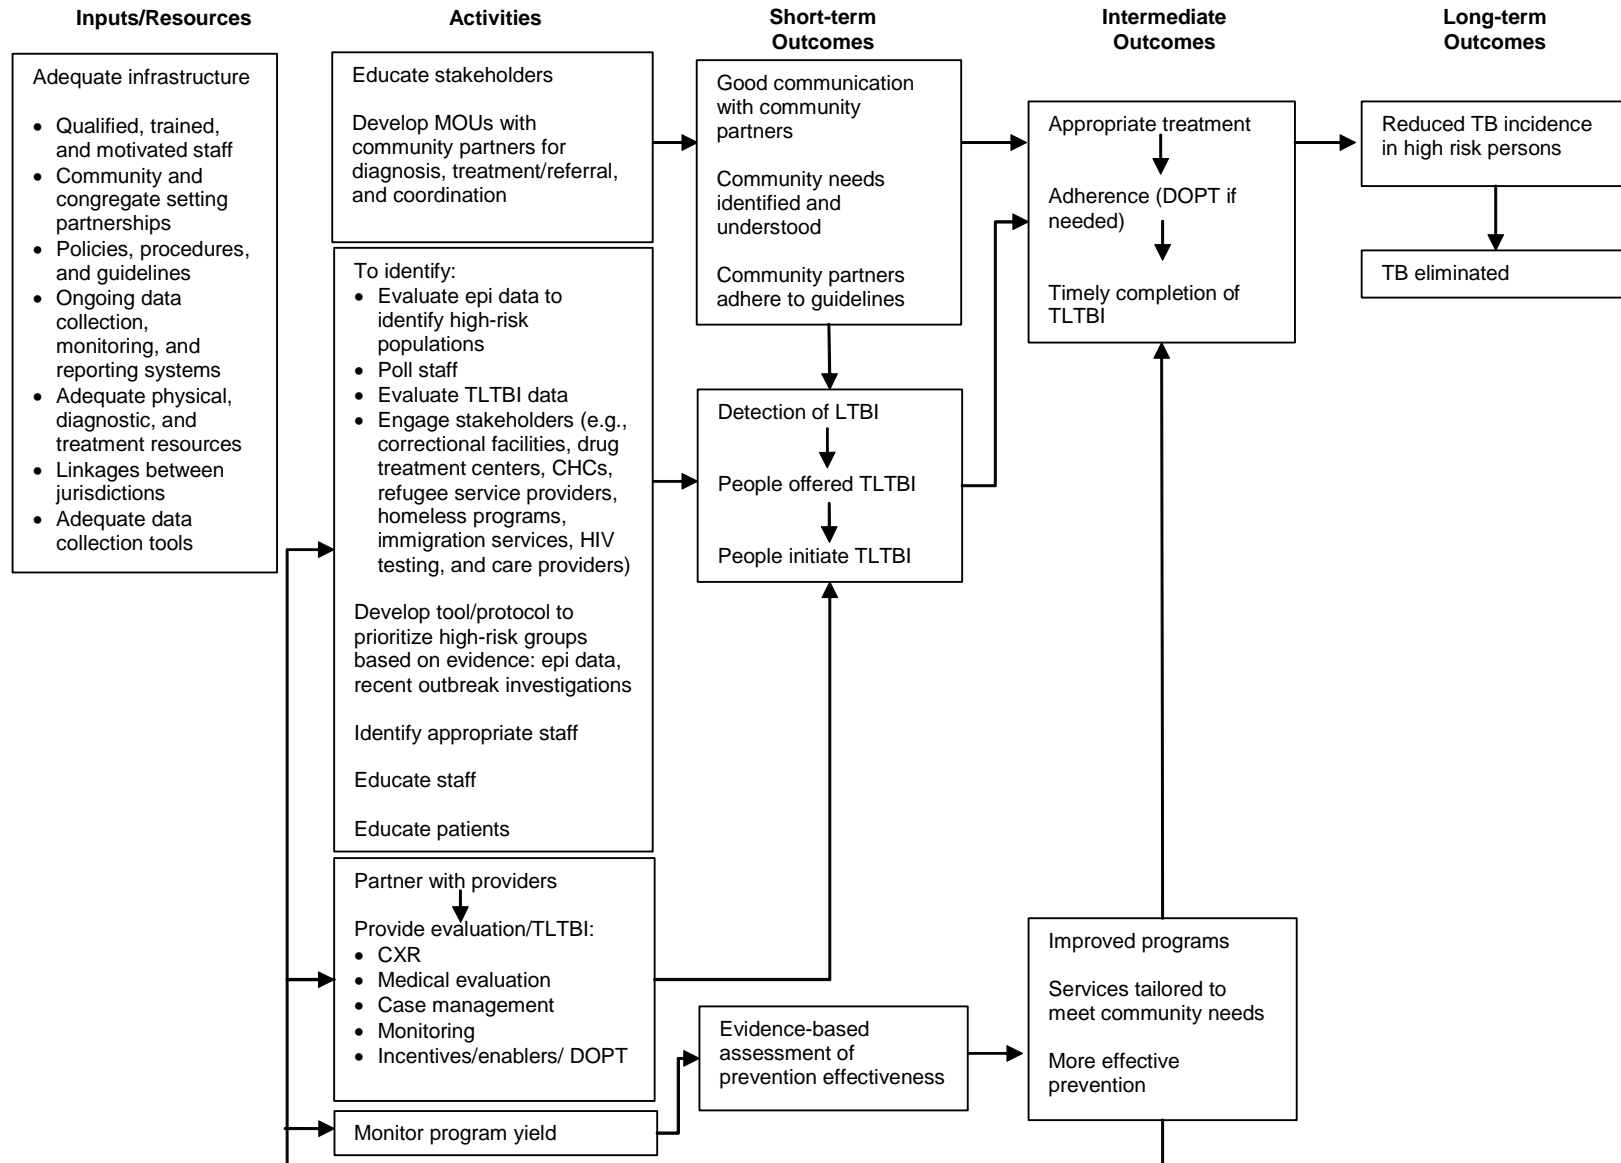 Inputs/Resources
Activities
Short-term
Outcomes
Intermediate
Outcomes
Long-term
Outcomes
Adequate infrastructure
• Qualified, trained,
and motivated staff
• Community and
congregate setting
partnerships
• Policies, procedures,
and guidelines
• Ongoing data
collection,
monitoring, and
reporting systems
• Adequate physical,
diagnostic, and
treatment resources
• Linkages between
jurisdictions
• Adequate data
collection tools
Educate stakeholders
Develop MOUs with
community partners for
diagnosis, treatment/referral,
and coordination
To identify:
• Evaluate epi data to
identify high-risk
populations
• Poll staff
• Evaluate TLTBI data
• Engage stakeholders (e.g.,
correctional facilities, drug
treatment centers, CHCs,
refugee service providers,
homeless programs,
immigration services, HIV
testing, and care providers)
Develop tool/protocol to
prioritize high-risk groups
based on evidence: epi data,
recent outbreak investigations
Identify appropriate staff
Educate staff
Educate patients
Partner with providers
Provide evaluation/TLTBI:
• CXR
• Medical evaluation
• Case management
• Monitoring
• Incentives/enablers/ DOPT
Monitor program yield
Good communication
with community
partners
Community needs
identified and
understood
Community partners
adhere to guidelines
Detection of LTBI
People offered TLTBI
People initiate TLTBI
Evidence-based
assessment of
prevention effectiveness
Appropriate treatment
Adherence (DOPT if
needed)
Timely completion of
TLTBI
Improved programs
Services tailored to
meet community needs
More effective
prevention
Reduced TB incidence
in high risk persons
TB eliminated